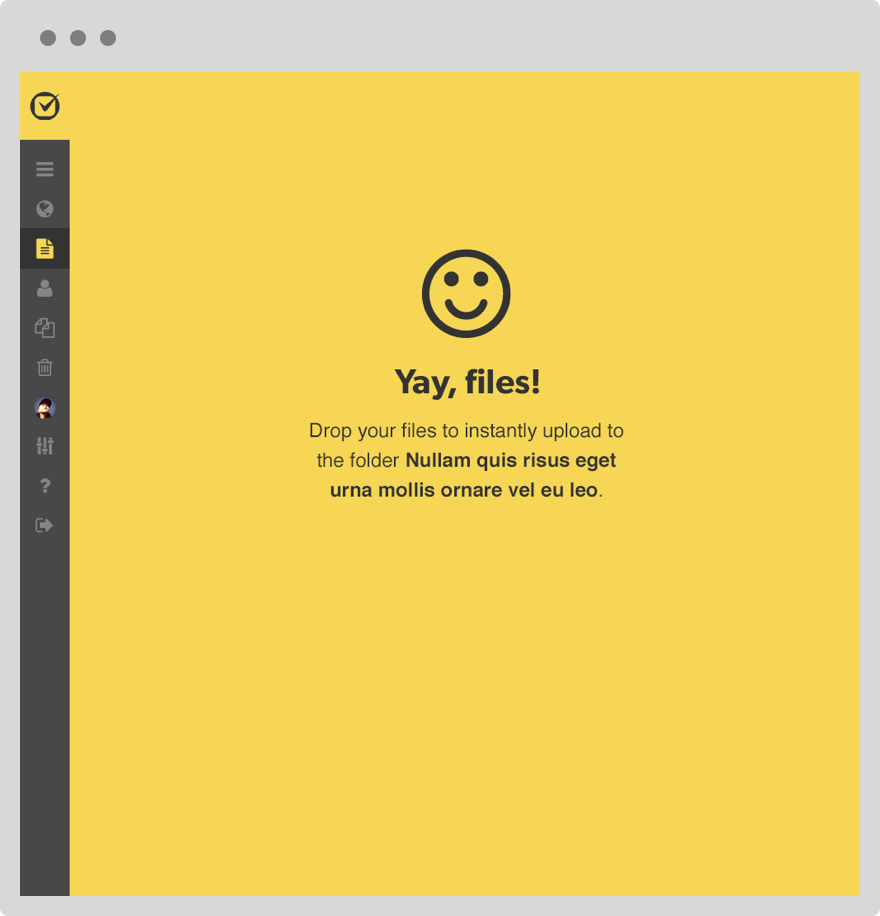 Yay, files!
Drop your files to instantly upload to
the folder Nullam quis risus eget
urna mollis ornare vel eu leo.
?